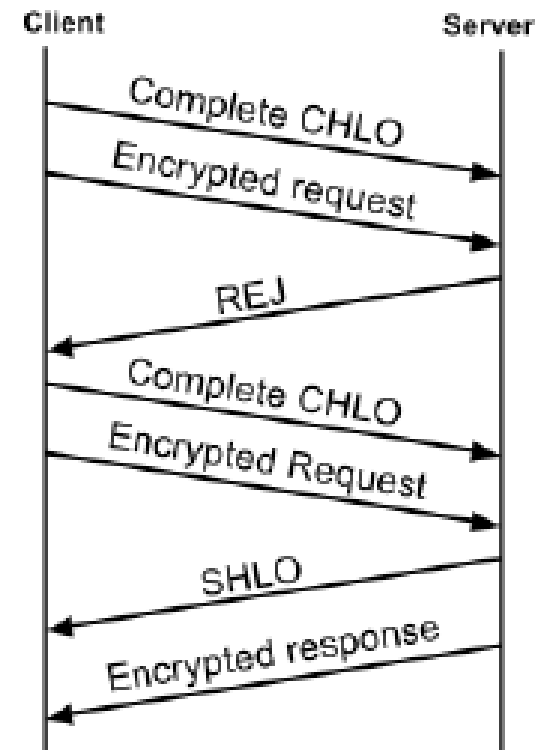 Client
Server
Complete CHLO
Encrypted request
REJ
Complete CHLO
Encrypted Request
SHLO
Encrypted response